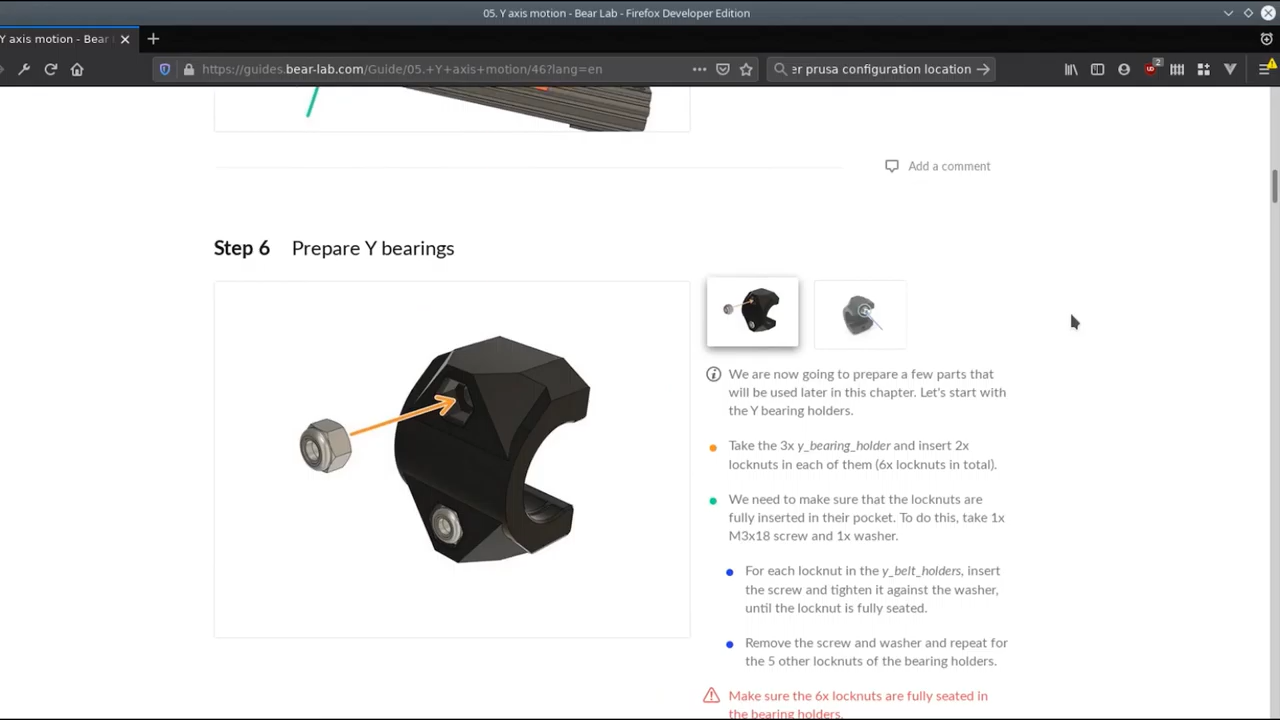 05. Y axis motion - Bear Lab - Firefox Developer Edition
Y axis motion - Bear
https://guides.bear-lab.com/Guide/05.+Y+axis+motion/46?lang=en
er prusa configuration location
2
Add a comment
Step 6 Prepare Y bearings
We are now going to prepare a few parts that
will be used later in this chapter. Let's start with
the Y bearing holders.
Take the 3x y_bearing_holder and insert 2x
locknuts in each of them (6x locknuts in total).
We need to make sure that the locknuts are
fully inserted in their pocket. To do this, take 1x
M3x18 screw and 1x washer.
For each locknut in the y_belt_holders, insert
the screw and tighten it against the washer,
until the locknut is fully seated.
Remove the screw and washer and repeat for
the 5 other locknuts of the bearing holders.
Make sure the 6x locknuts are fully seated in
the bearing holders.